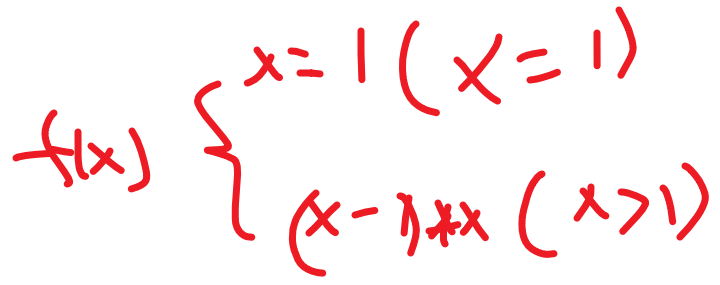 x = 1 (x = 1)
f(x) {
(x - 1) * x (x > 1)